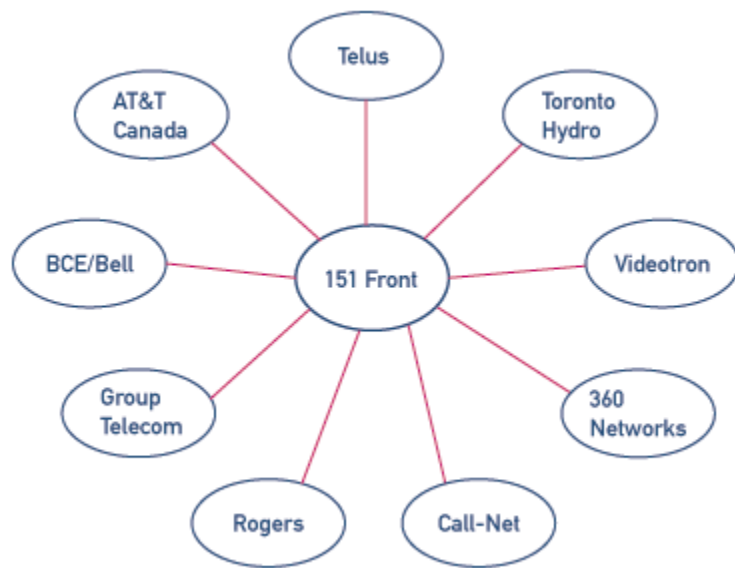 Telus
AT&T
Canada
Toronto
Hydro
BCE/Bell
151 Front
Videotron
Group
Telecom
360
Networks
Rogers
Call-Net